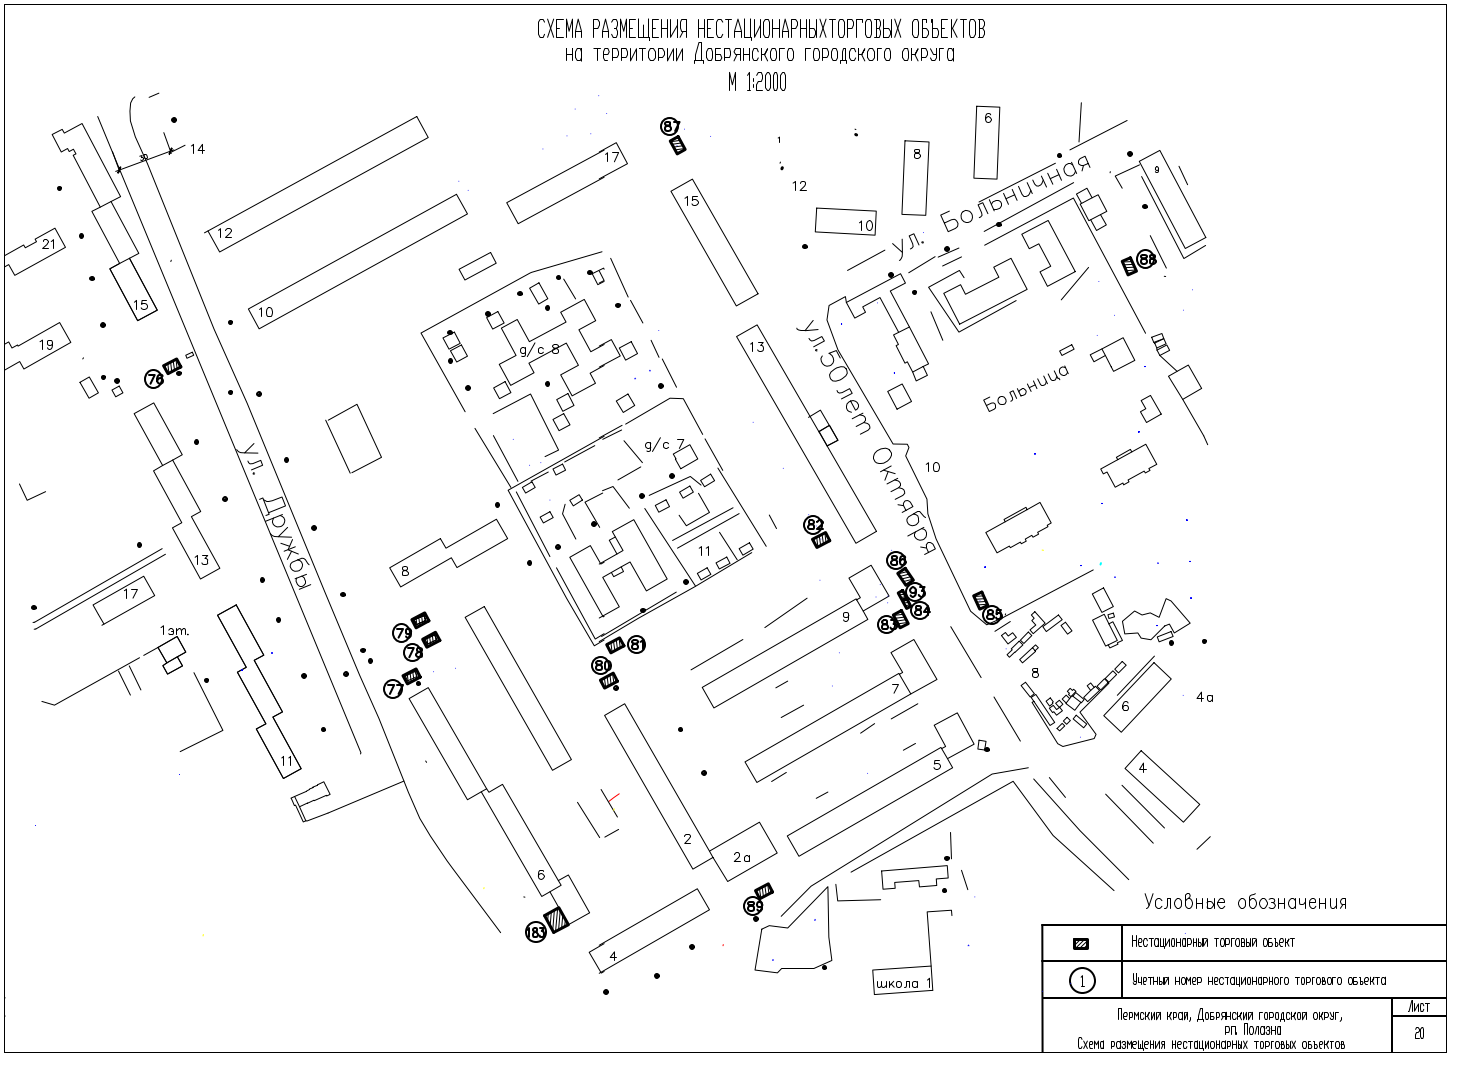 СХЕМА РАЗМЕЩЕНИЯ НЕСТАЦИОНАРНЫХТОРГОВЫХ ОБЪЕКТОВ
на территории Добрянского городского округа
М 1:2000
87
6
14
30
17
8
9
12
15
12
10
ул. Больничная
21
88
15
10
19
13
д/с 8
ул. 50лет Октября
76
Больница
ул. Дружбы
д/с 7
10
82
11
13
86
8
17
93
84
85
83
9
1эт.
79
78
81
80
77
8
7
4а
6
11
5
4
2
2а
6
89
183
4
школа 1
Условные обозначения
Нестационарный торговый объект
1
Учетный номер нестационарного торгового объекта
Пермский край, Добрянский городской округ,
рп. Полазна
Схема размещения нестационарных торговых объектов
Лист
20